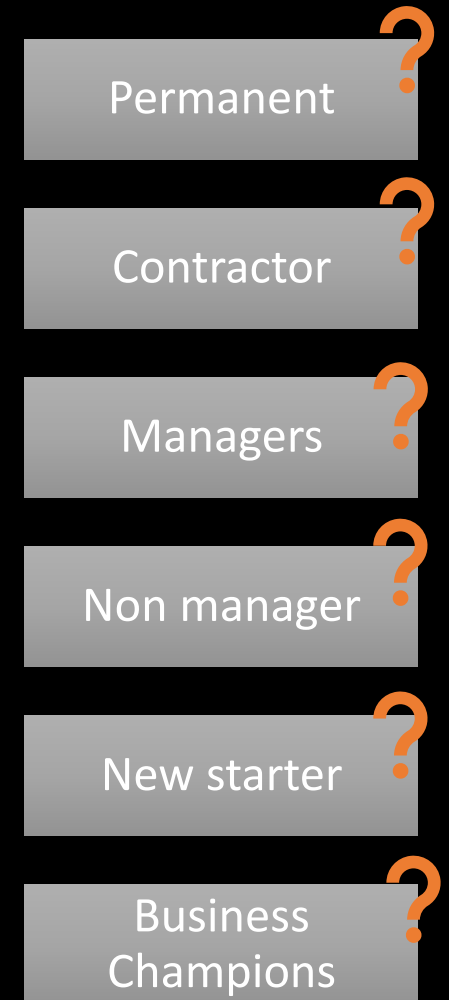 ?
Permanent
?
Contractor
?
Managers
?
Non manager
?
New starter
?
Business
Champions